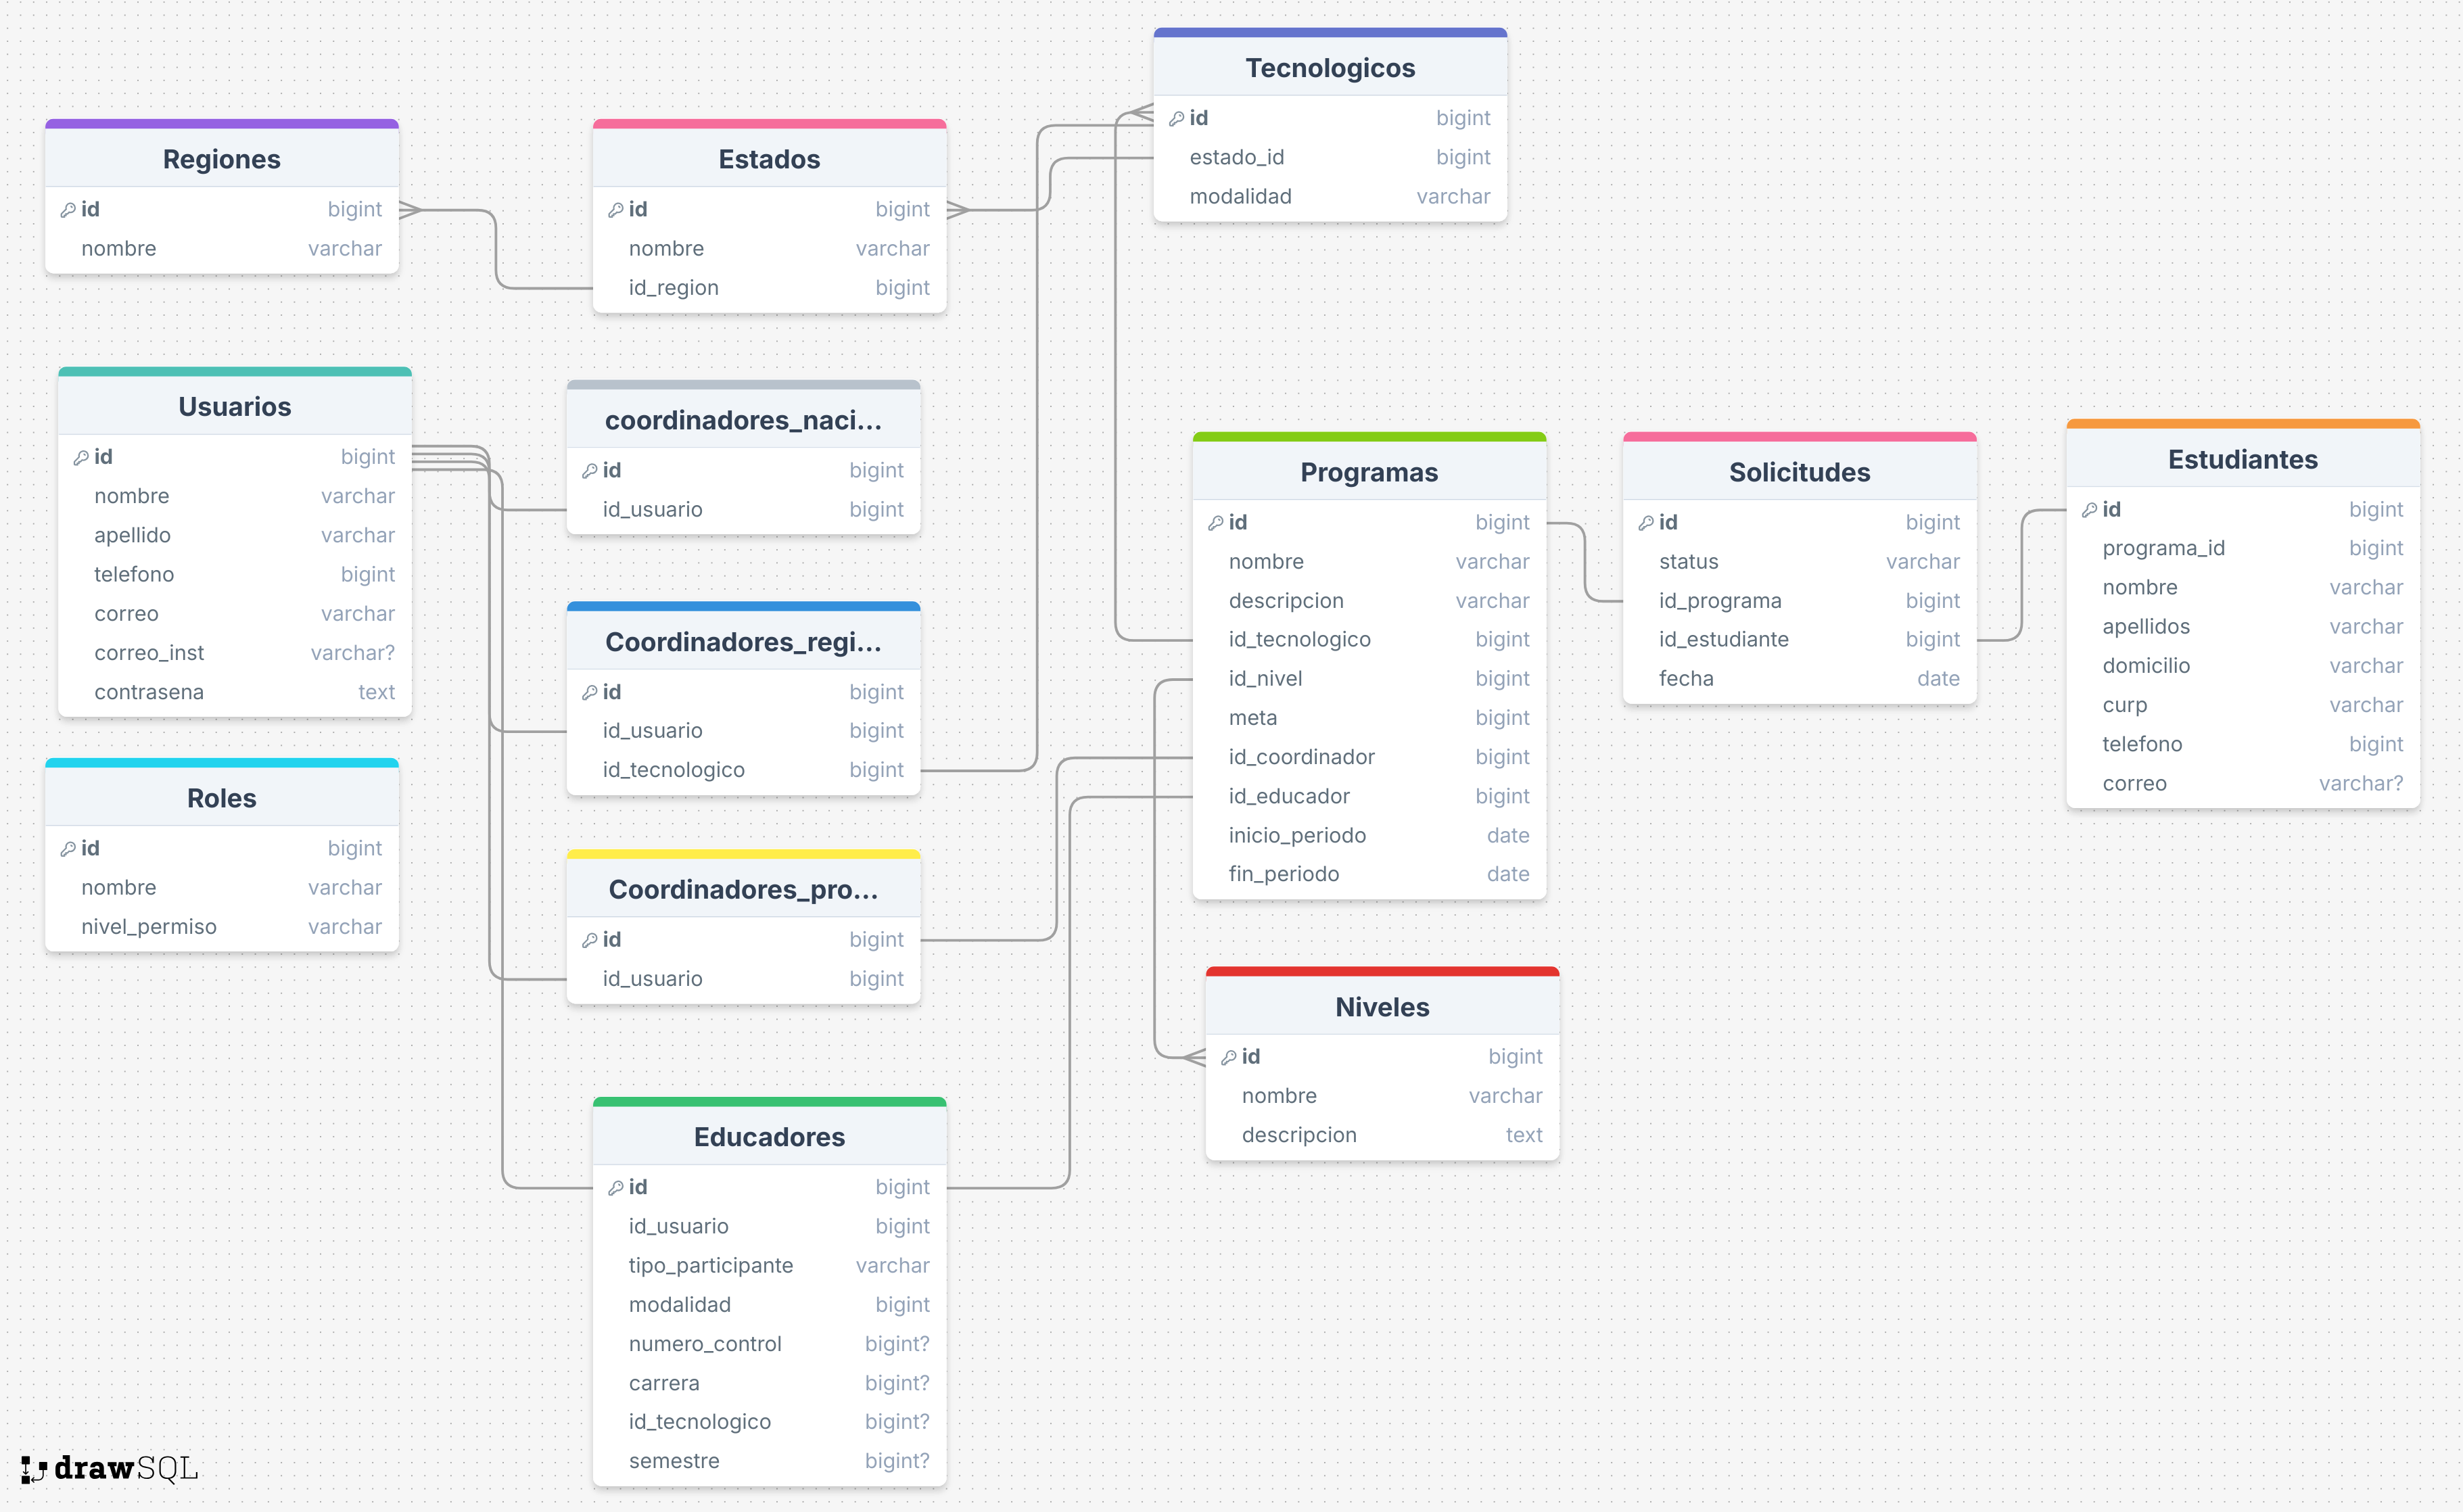 Tecnologicos
id bigint
estado_id bigint
modalidad varchar
Regiones
id bigint
nombre varchar
Estados
id bigint
nombre varchar
id_region bigint
Usuarios
id bigint
nombre varchar
apellido varchar
telefono bigint
correo varchar
correo_inst varchar?
contrasena text
coordinadores_naci...
id bigint
id_usuario bigint
Coordinadores_regi...
id bigint
id_usuario bigint
id_tecnologico bigint
Roles
id bigint
nombre varchar
nivel_permiso varchar
Coordinadores_pro...
id bigint
id_usuario bigint
Educadores
id bigint
id_usuario bigint
tipo_participante varchar
modalidad bigint
numero_control bigint?
carrera bigint?
id_tecnologico bigint?
semestre bigint?
Programas
id bigint
nombre varchar
descripcion varchar
id_tecnologico bigint
id_nivel bigint
meta bigint
id_coordinador bigint
id_educador bigint
inicio_periodo date
fin_periodo date
Solicitudes
id bigint
status varchar
id_programa bigint
id_estudiante bigint
fecha date
Estudiantes
id bigint
programa_id bigint
nombre varchar
apellidos varchar
domicilio varchar
curp varchar
telefono bigint
correo varchar?
Niveles
id bigint
nombre varchar
descripcion text
drawSQL